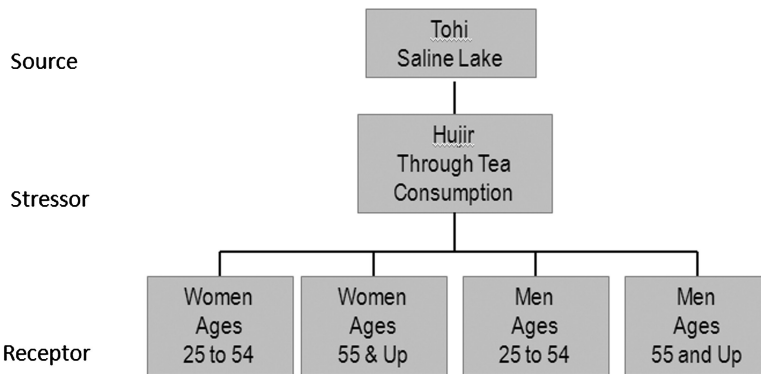 Source
Tohi
Saline Lake
Stressor
Hujir
Through Tea
Consumption
Receptor
Women
Ages
25 to 54
Women
Ages
55 & Up
Men
Ages
25 to 54
Men
Ages
55 and Up